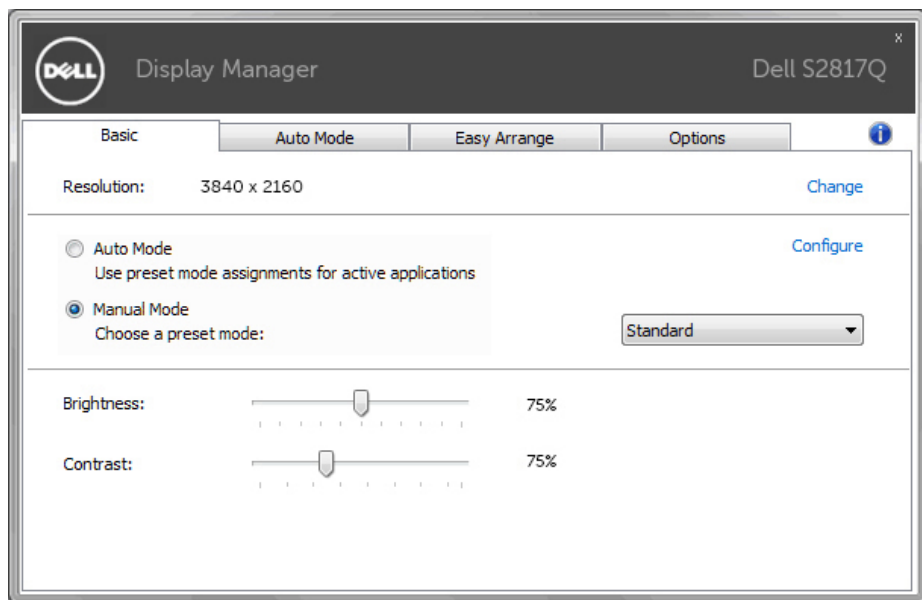 x
DELL Display Manager Dell S2817Q
Basic Auto Mode Easy Arrange Options i
Resolution: 3840 x 2160 Change
Auto Mode Configure
Use preset mode assignments for active applications
Manual Mode
Choose a preset mode: Standard
Brightness: 75%
Contrast: 75%